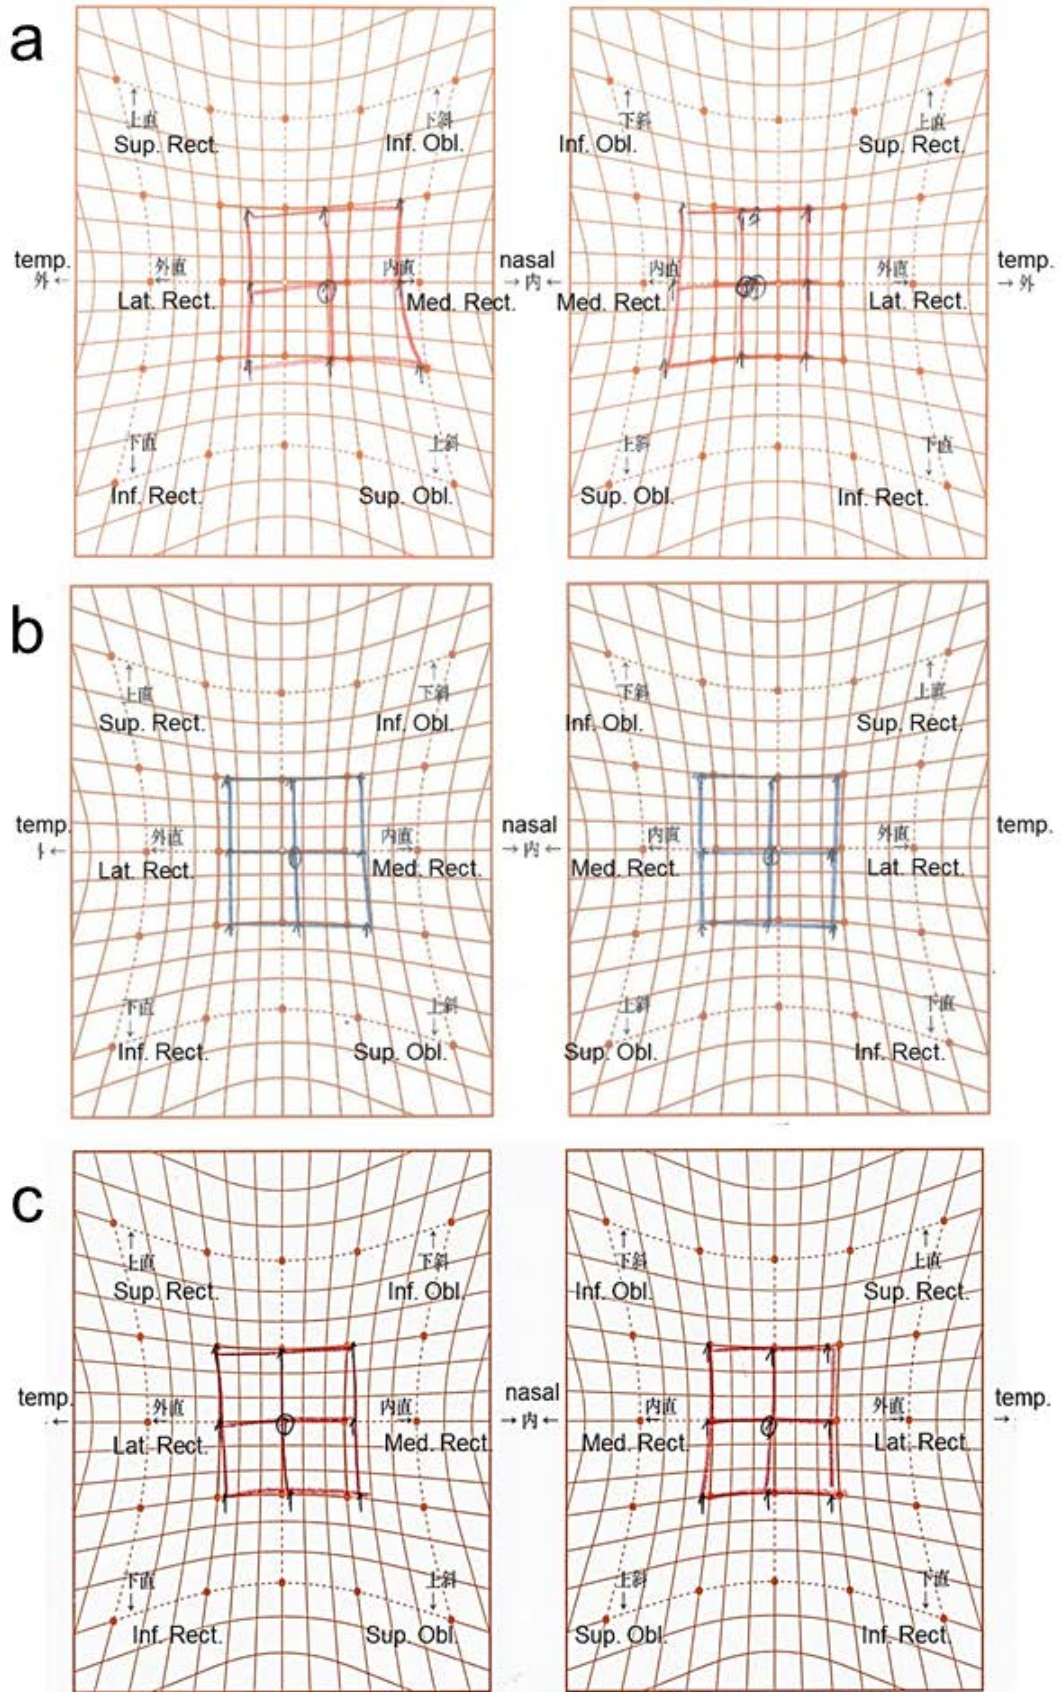 a
上直 下斜 下斜 上直
Sup. Rect. Inf. Obl. Inf. Obl. Sup. Rect.
temp. nasal temp.
外 ← 外直 内直 → 内 ← 内直 外直 → 外
Lat. Rect. Med. Rect. Med. Rect. Lat. Rect.
下直 上斜 上斜 下直
Inf. Rect. Sup. Obl. Sup. Obl. Inf. Rect.
b
上直 下斜 下斜 上直
Sup. Rect. Inf. Obl. Inf. Obl. Sup. Rect.
temp. nasal temp.
← 外直 内直 → 内 ← 内直 外直
Lat. Rect. Med. Rect. Med. Rect. Lat. Rect.
下直 上斜 上斜 下直
Inf. Rect. Sup. Obl. Sup. Obl. Inf. Rect.
c
上直 下斜 下斜 上直
Sup. Rect. Inf. Obl. Inf. Obl. Sup. Rect.
temp. nasal temp.
← 外直 内直 → 内 ← 内直 外直 →
Lat. Rect. Med. Rect. Med. Rect. Lat. Rect.
下直 上斜 上斜 下直
Inf. Rect. Sup. Obl. Sup. Obl. Inf. Rect.